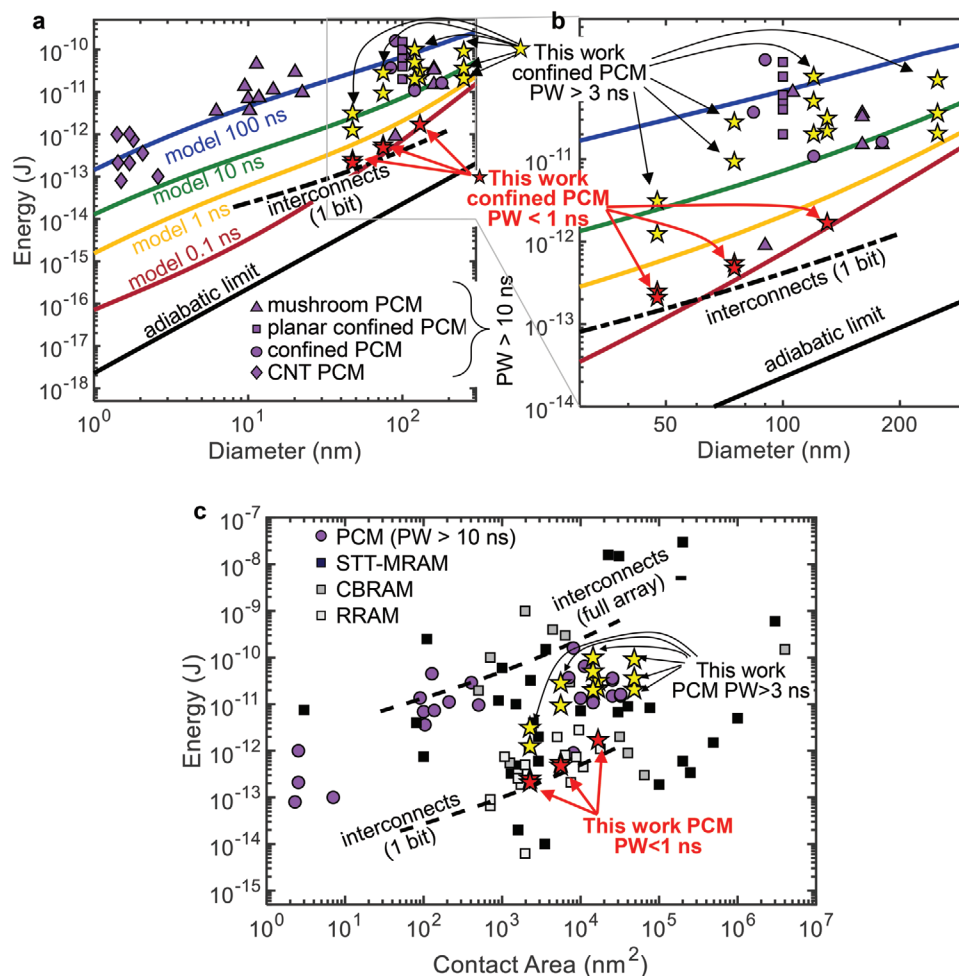 a
b
10^-10
10^-11
10^-12
10^-13
10^-14
10^-15
10^-16
10^-17
10^-18
Energy (J)
model 100 ns
model 10 ns
model 1 ns
model 0.1 ns
interconnects
(1 bit)
adiabatic limit
mushroom PCM
planar confined PCM
confined PCM
CNT PCM
PW > 10 ns
10^0
10^1
10^2
Diameter (nm)
This work
confined PCM
PW > 3 ns
This work
confined PCM
PW < 1 ns
10^-11
10^-12
10^-13
10^-14
interconnects (1 bit)
adiabatic limit
50
100
200
Diameter (nm)
c
10^-7
10^-8
10^-9
10^-10
10^-11
10^-12
10^-13
10^-14
10^-15
Energy (J)
PCM (PW > 10 ns)
STT-MRAM
CBRAM
RRAM
interconnects
(full array)
This work
PCM PW>3 ns
interconnects
(1 bit)
This work PCM
PW<1 ns
10^0
10^1
10^2
10^3
10^4
10^5
10^6
10^7
Contact Area (nm^2)